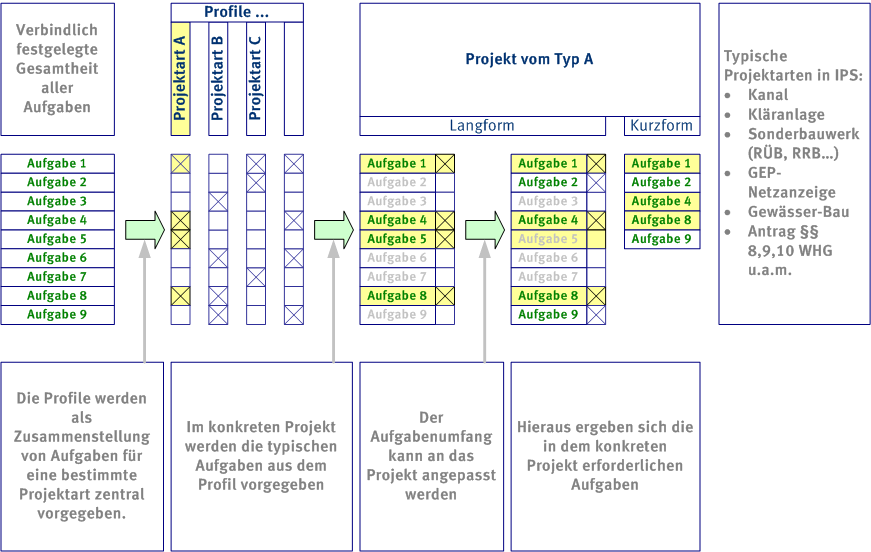 Verbindlich
festgelegte
Gesamtheit
aller
Aufgaben
Profile ...
Projektart A
Projektart B
Projektart C
Projekt vom Typ A
Langform
Kurzform
Typische
Projektarten in IPS:
• Kanal
• Kläranlage
• Sonderbauwerk
(RÜB, RRB...)
• GEP-
Netzanzeige
• Gewässer-Bau
• Antrag §§
8,9,10 WHG
u.a.m.
Aufgabe 1
Aufgabe 2
Aufgabe 3
Aufgabe 4
Aufgabe 5
Aufgabe 6
Aufgabe 7
Aufgabe 8
Aufgabe 9
Aufgabe 1
Aufgabe 2
Aufgabe 3
Aufgabe 4
Aufgabe 5
Aufgabe 6
Aufgabe 7
Aufgabe 8
Aufgabe 9
Aufgabe 1
Aufgabe 2
Aufgabe 3
Aufgabe 4
Aufgabe 5
Aufgabe 6
Aufgabe 7
Aufgabe 8
Aufgabe 9
Aufgabe 1
Aufgabe 2
Aufgabe 4
Aufgabe 8
Aufgabe 9
Die Profile werden
als
Zusammenstellung
von Aufgaben für
eine bestimmte
Projektart zentral
vorgegeben.
Im konkreten Projekt
werden die typischen
Aufgaben aus dem
Profil vorgegeben
Der
Aufgabenumfang
kann an das
Projekt angepasst
werden
Hieraus ergeben sich die
in dem konkreten
Projekt erforderlichen
Aufgaben